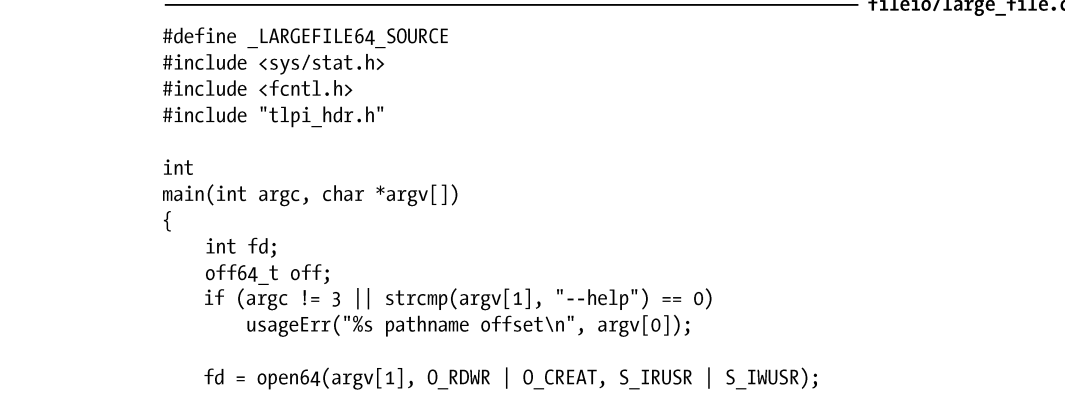 fileio/large_file.c
#define _LARGEFILE64_SOURCE
#include <sys/stat.h>
#include <fcntl.h>
#include "tlpi_hdr.h"

int
main(int argc, char *argv[])
{
    int fd;
    off64_t off;
    if (argc != 3 || strcmp(argv[1], "--help") == 0)
        usageErr("%s pathname offset\n", argv[0]);

    fd = open64(argv[1], O_RDWR | O_CREAT, S_IRUSR | S_IWUSR);